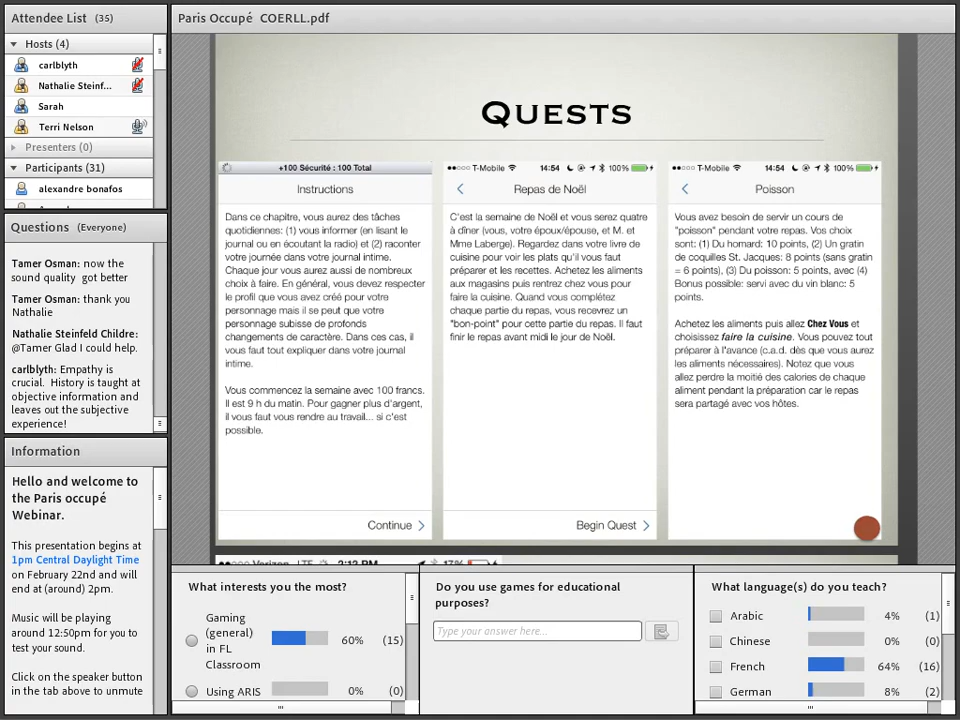 Attendee List (35)
Hosts (4)
carlblyth
Nathalie Steinf...
Sarah
Terri Nelson
Presenters (0)
Participants (31)
alexandre bonafos
Questions (Everyone)
Tamer Osman: now the
sound quality got better
Tamer Osman: thank you
Nathalie
Nathalie Steinfeld Childre:
@Tamer Glad I could help.
carlblyth: Empathy is
crucial. History is taught at
objective information and
leaves out the subjective
experience!
Information
Hello and welcome to
the Paris occupé
Webinar.
This presentation begins at
1pm Central Daylight Time
on February 22nd and will
end at (around) 2pm.
Music will be playing
around 12:50pm for you to
test your sound.
Click on the speaker button
in the tab above to unmute
Paris Occupé COERLL.pdf
QUESTS
+100 Sécurité : 100 Total
Instructions
Dans ce chapitre, vous aurez des tâches
quotidiennes: (1) vous informer (en lisant le
journal ou en écoutant la radio) et (2) raconter
votre journée dans votre journal intime.
Chaque jour vous aurez aussi de nombreux
choix à faire. En général, vous devez respecter
le profil que vous avez créé pour votre
personnage mais il se peut que votre
personnage subisse de profonds
changements de caractère. Dans ces cas, il
vous faut tout expliquer dans votre journal
intime.
Vous commencez la semaine avec 100 francs.
Il est 9 h du matin. Pour gagner plus d'argent,
il vous faut vous rendre au travail... si c'est
possible.
Continue
T-Mobile 14:54 100%
Repas de Noël
C'est la semaine de Noël et vous serez quatre
à dîner (vous, votre époux/épouse, et M. et
Mme Laberge). Regardez dans votre livre de
cuisine pour voir les plats qu'il vous faut
préparer et les recettes. Achetez les aliments
aux magasins puis rentrez chez vous pour
faire la cuisine. Quand vous complétez
chaque partie du repas, vous recevrez un
"bon-point" pour cette partie du repas. Il faut
finir le repas avant midi le jour de Noël.
Begin Quest
T-Mobile 14:54 100%
Poisson
Vous avez besoin de servir un cours de
"poisson" pendant votre repas. Vos choix
sont: (1) Du homard: 10 points, (2) Un gratin
de coquilles St. Jacques: 8 points (sans gratin
= 6 points), (3) Du poisson: 5 points, avec (4)
Bonus possible: servi avec du vin blanc: 5
points.
Achetez les aliments puis allez Chez Vous et
choisissez faire la cuisine. Vous pouvez tout
préparer à l'avance (c.a.d. dès que vous aurez
les aliments nécessaires). Notez que vous
allez perdre la moitié des calories de chaque
aliment pendant la préparation car le repas
sera partagé avec vos hôtes.
Verizon LTE 2:13 PM 17%
What interests you the most?
Gaming
(general)
in FL
Classroom
60% (15)
Using ARIS 0% (0)
Do you use games for educational
purposes?
Type your answer here...
What language(s) do you teach?
Arabic 4% (1)
Chinese 0% (0)
French 64% (16)
German 8% (2)